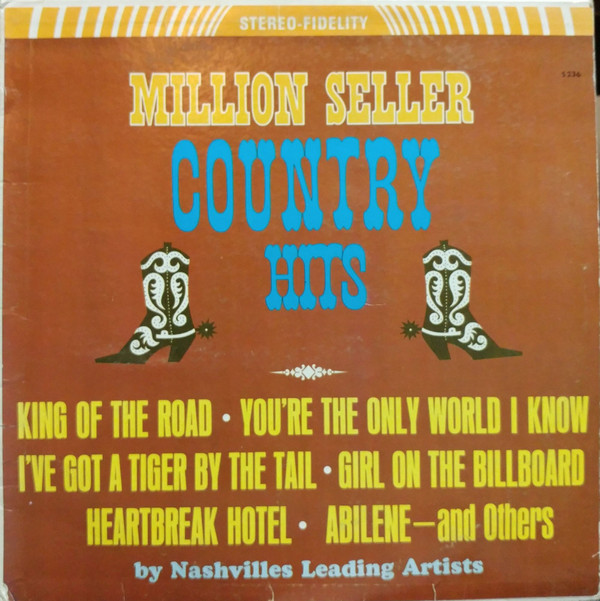 STEREO-FIDELITY
S 236
MILLION SELLER
COUNTRY
HITS
KING OF THE ROAD • YOU'RE THE ONLY WORLD I KNOW
I'VE GOT A TIGER BY THE TAIL • GIRL ON THE BILLBOARD
HEARTBREAK HOTEL • ABILENE—and Others
by Nashvilles Leading Artists